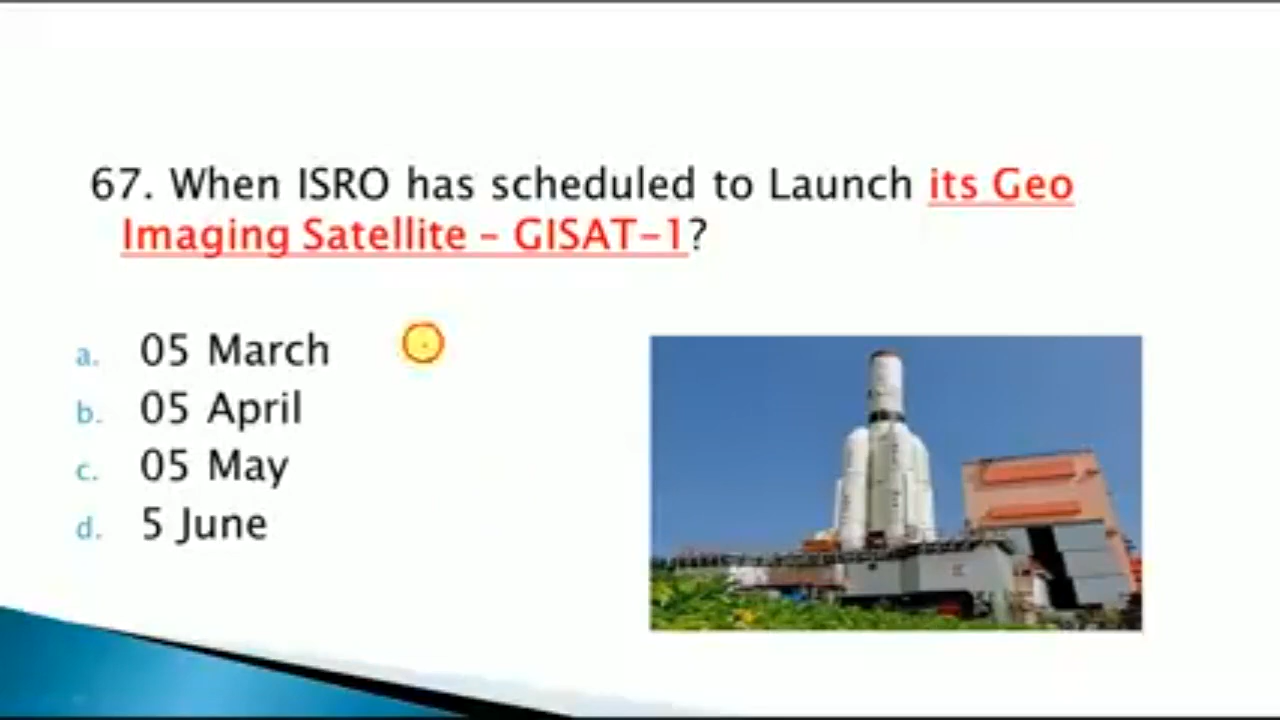 67. When ISRO has scheduled to Launch its Geo
Imaging Satellite – GISAT-1?
a. 05 March
b. 05 April
c. 05 May
d. 5 June